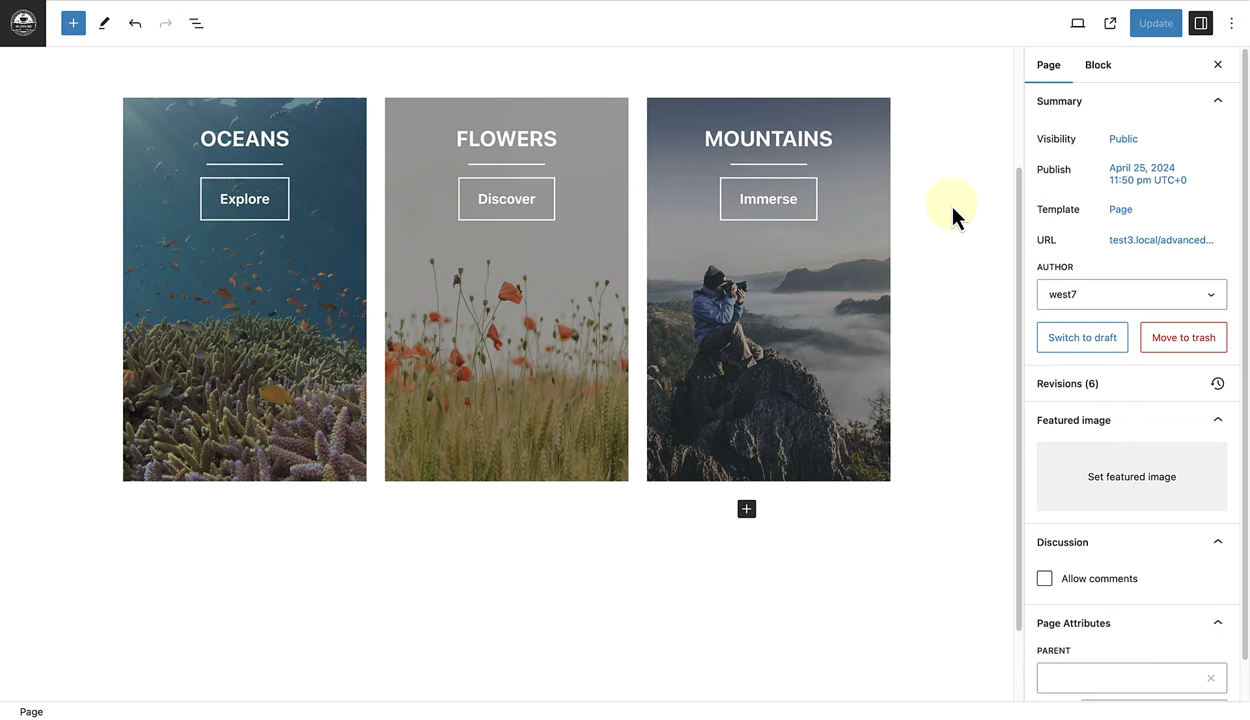 Update
Page
Block
OCEANS
Explore
FLOWERS
Discover
MOUNTAINS
Immerse
Summary
Visibility
Public
Publish
April 25, 2024
11:50 pm UTC+0
Template
Page
URL
test3.local/advanced...
AUTHOR
west7
Switch to draft
Move to trash
Revisions (6)
Featured image
Set featured image
Discussion
Allow comments
Page Attributes
PARENT
Page